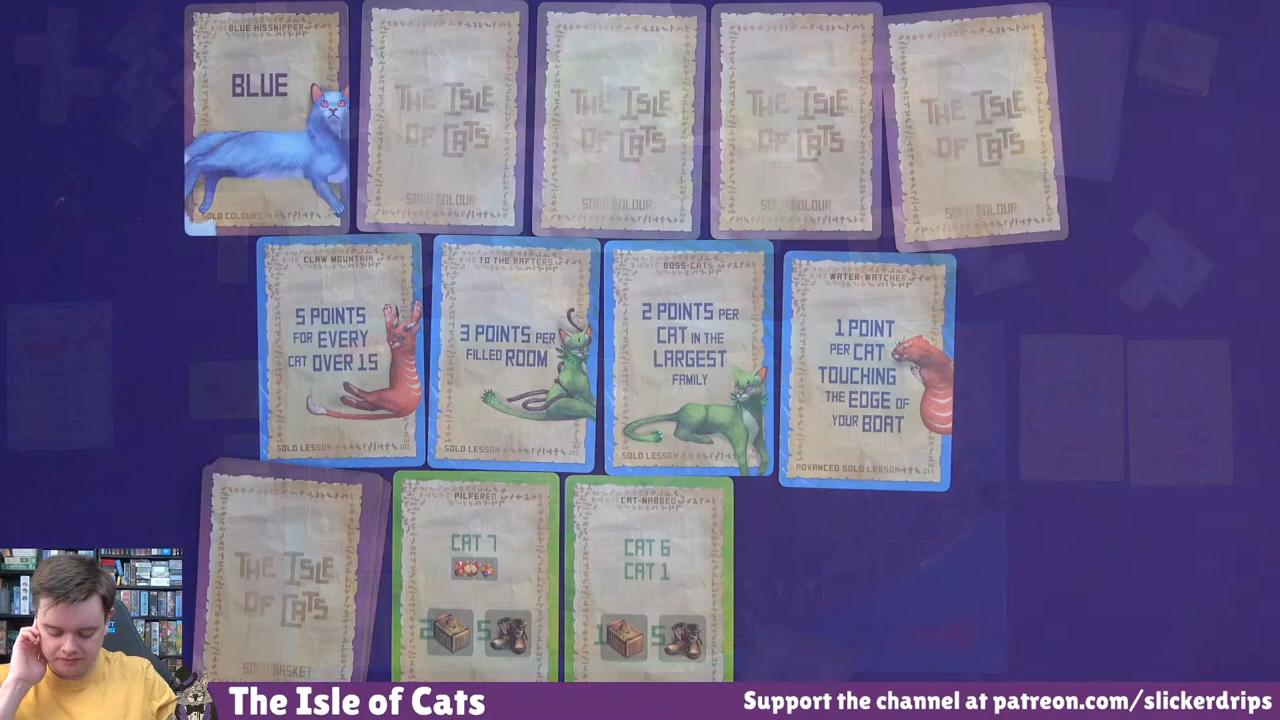 BLUE HISSNIPPER
BLUE
SOLO COLOURS
THE ISLE
OF CATS
SOLO COLOUR
THE ISLE
OF CATS
SOLO COLOUR
THE ISLE
OF CATS
SOLO COLOUR
THE ISLE
OF CATS
SOLO COLOUR
CLAW MOUNTAIN
5 POINTS
FOR EVERY
CAT OVER 15
SOLO LESSON
TO THE RAFTERS
3 POINTS PER
FILLED ROOM
SOLO LESSON
BOSS-CATS
2 POINTS PER
CAT IN THE
LARGEST
FAMILY
SOLO LESSON
WATER-WATCHER
1 POINT
PER CAT
TOUCHING
THE EDGE OF
YOUR BOAT
ADVANCED SOLO LESSON
THE ISLE
OF CATS
SOLO BASKET
PILFERED
CAT 7
2 5
CAT-NABBED
CAT 6
CAT 1
1 5
The Isle of Cats
Support the channel at patreon.com/slickerdrips